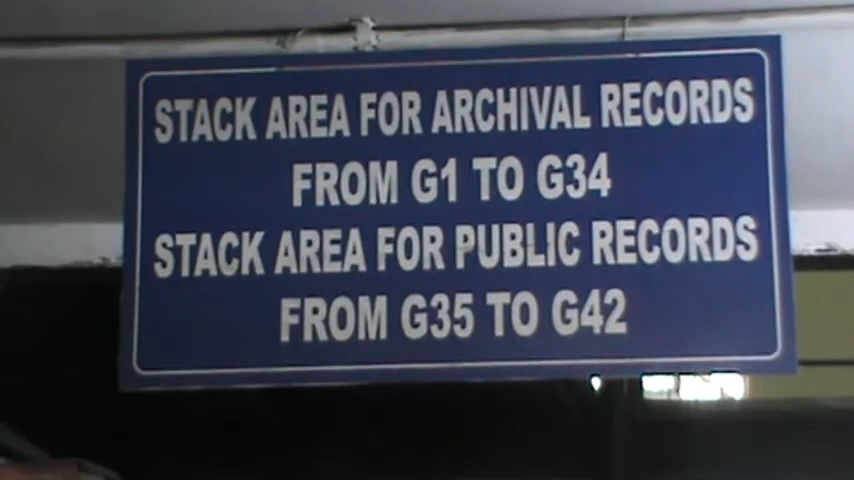 STACK AREA FOR ARCHIVAL RECORDS
FROM G1 TO G34
STACK AREA FOR PUBLIC RECORDS
FROM G35 TO G42